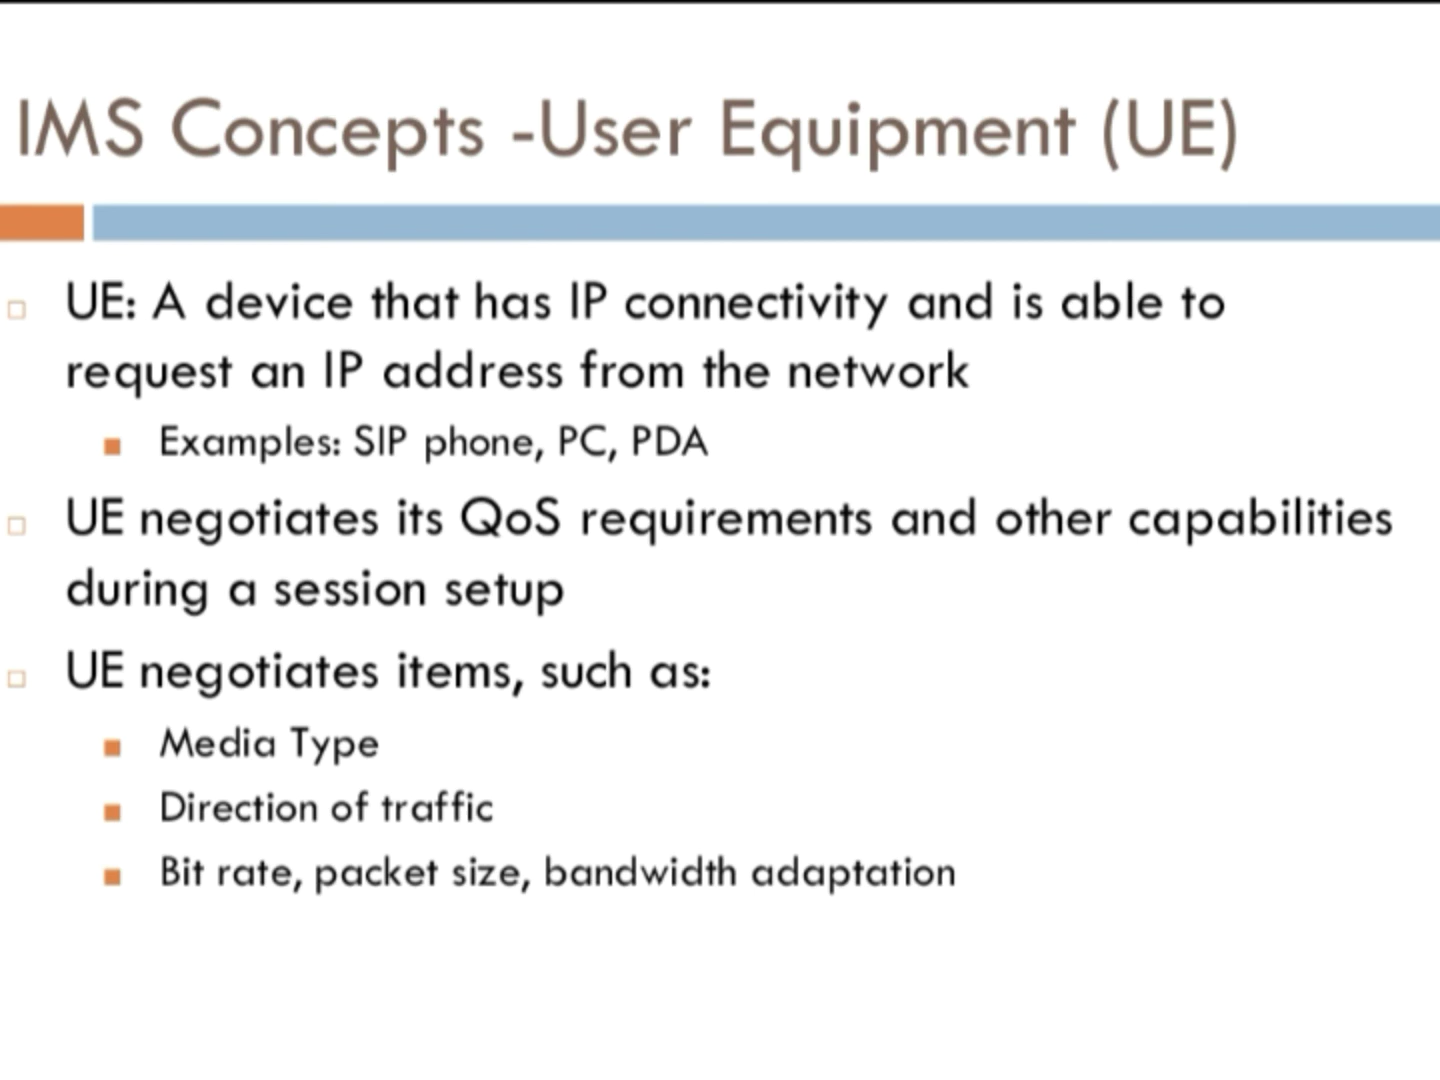 IMS Concepts -User Equipment (UE)
UE: A device that has IP connectivity and is able to
request an IP address from the network
Examples: SIP phone, PC, PDA
UE negotiates its QoS requirements and other capabilities
during a session setup
UE negotiates items, such as:
Media Type
Direction of traffic
Bit rate, packet size, bandwidth adaptation